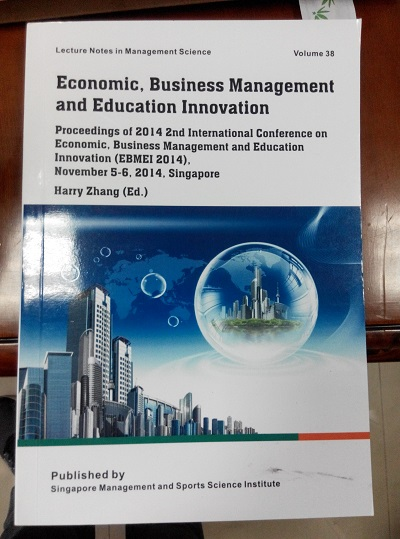 Lecture Notes in Management Science Volume 38
Economic, Business Management
and Education Innovation
Proceedings of 2014 2nd International Conference on
Economic, Business Management and Education
Innovation (EBMEI 2014),
November 5-6, 2014, Singapore
Harry Zhang (Ed.)
Published by
Singapore Management and Sports Science Institute